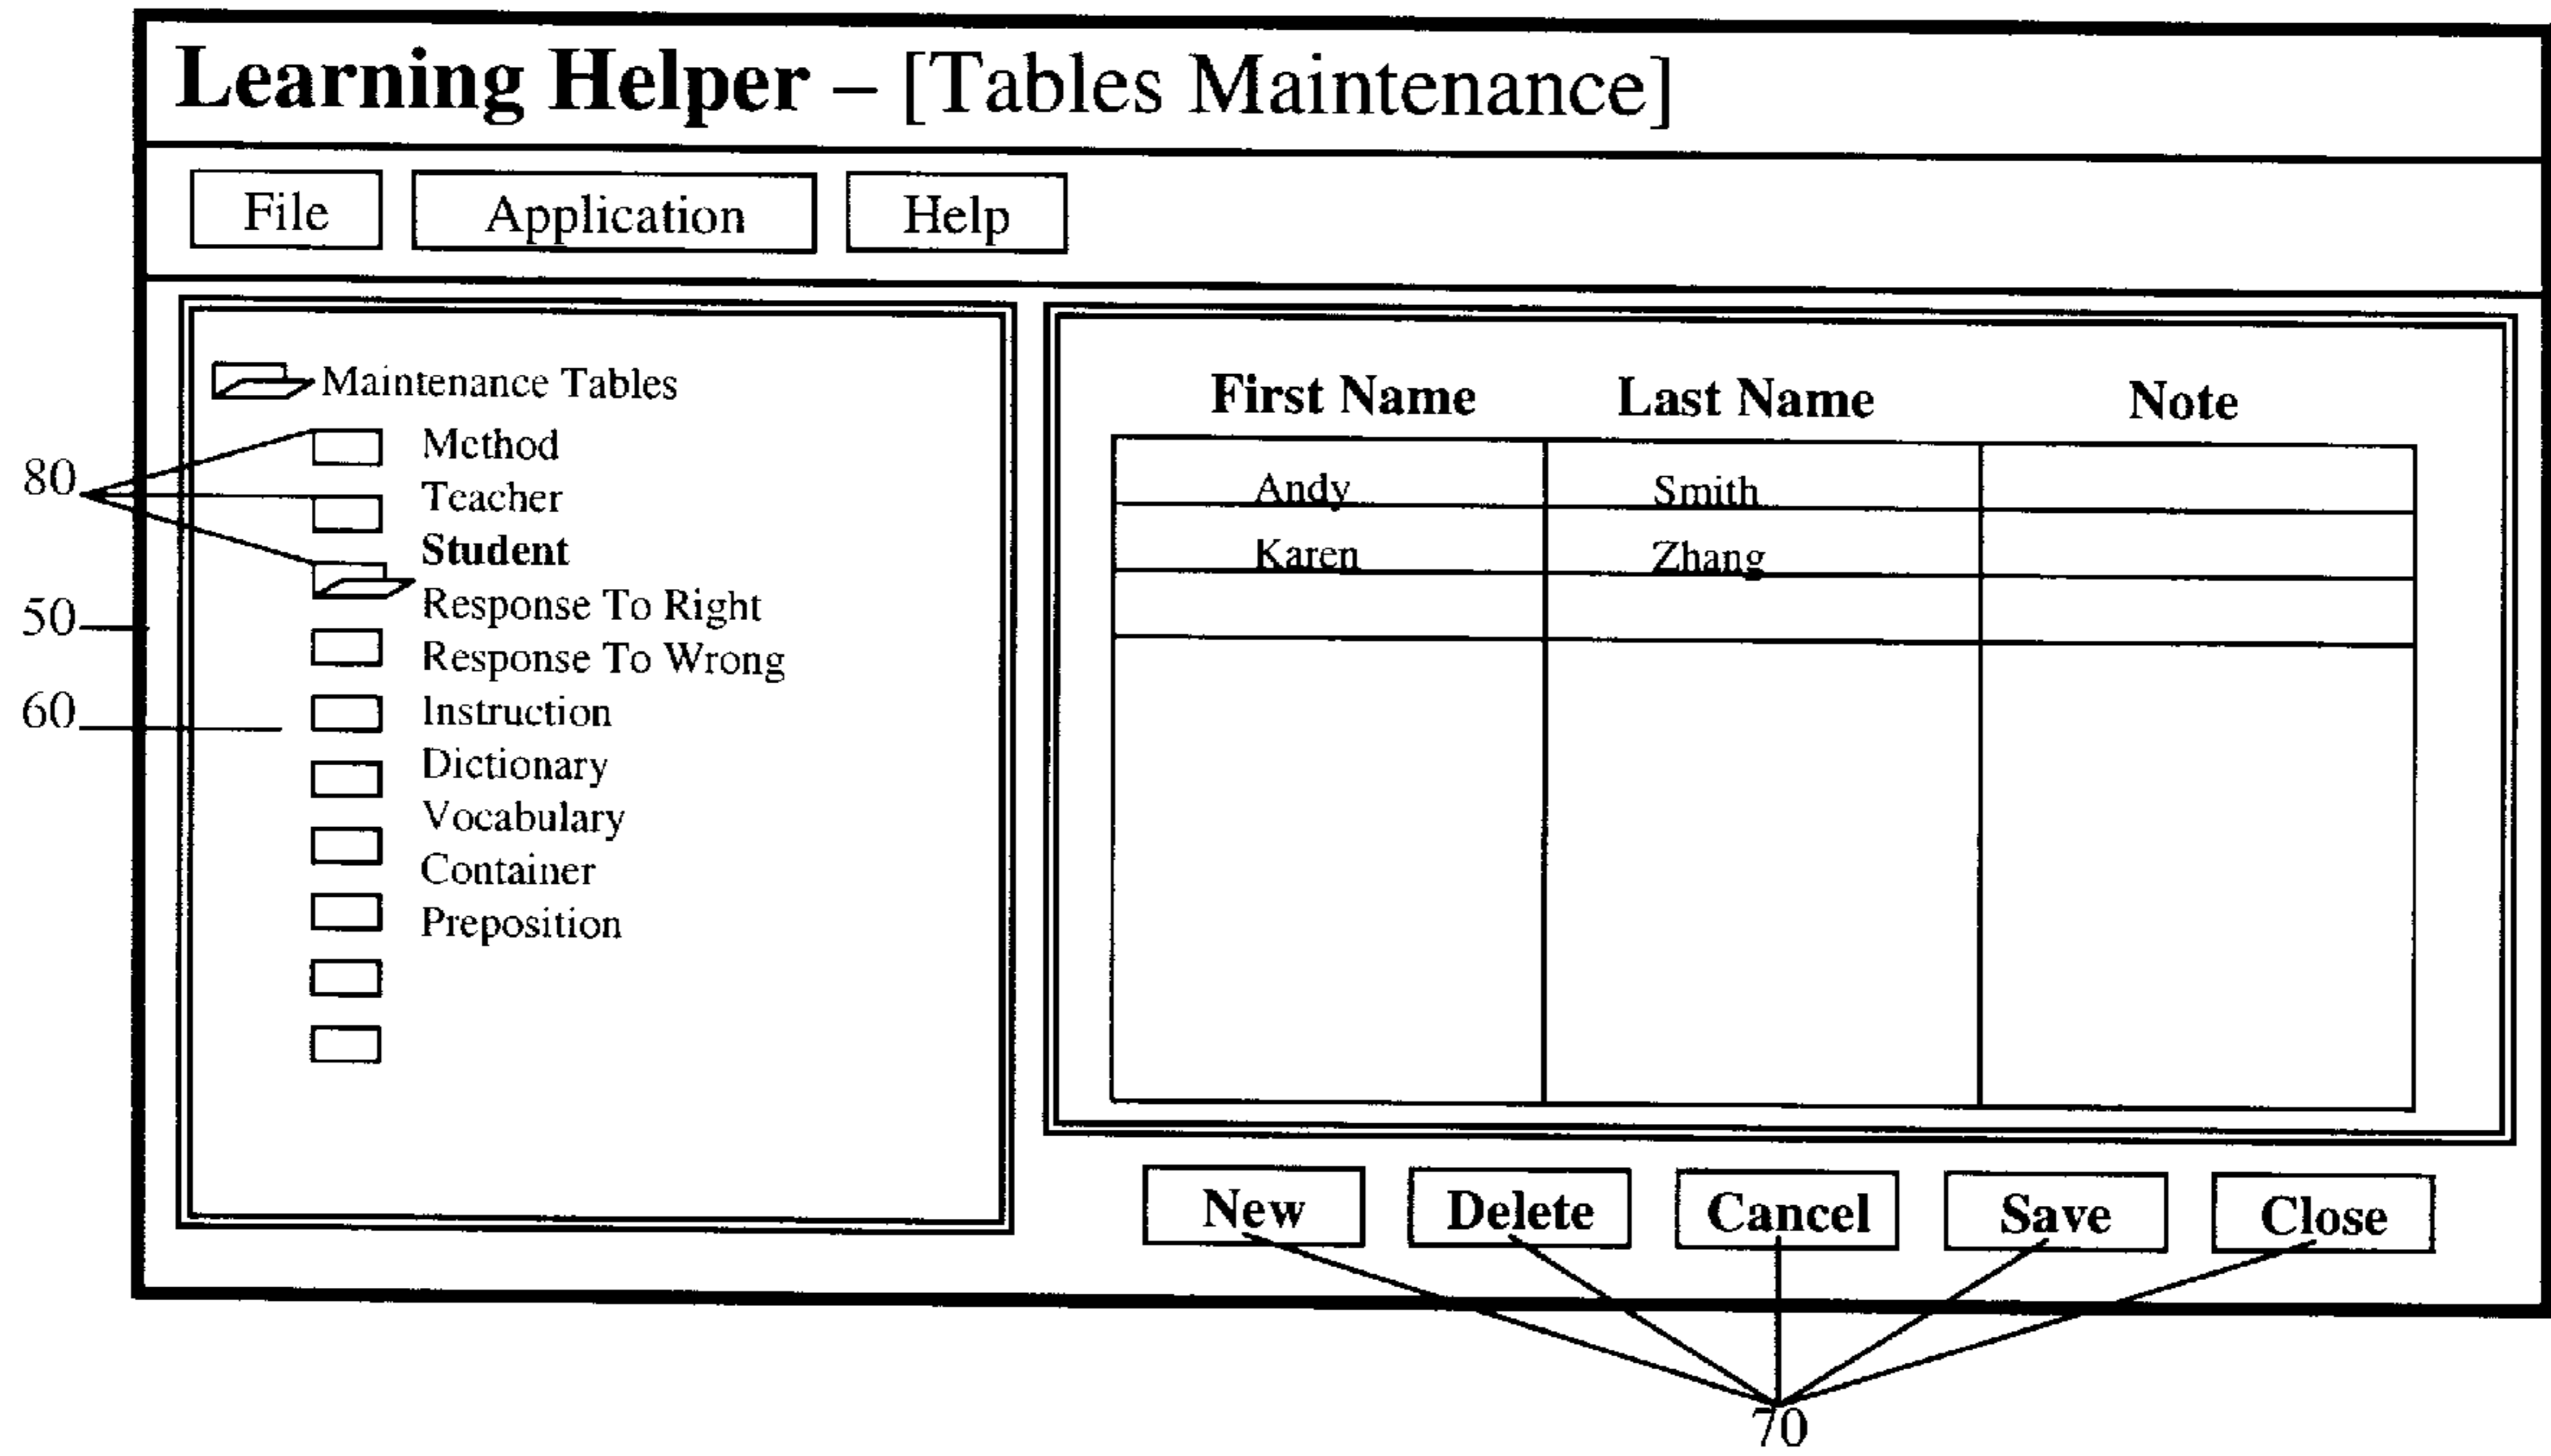 Learning Helper – [Tables Maintenance]
File Application Help
Maintenance Tables
Method
Teacher
Student
Response To Right
Response To Wrong
Instruction
Dictionary
Vocabulary
Container
Preposition
80
50
60
First Name Last Name Note
Andy Smith
Karen Zhang
New Delete Cancel Save Close
70